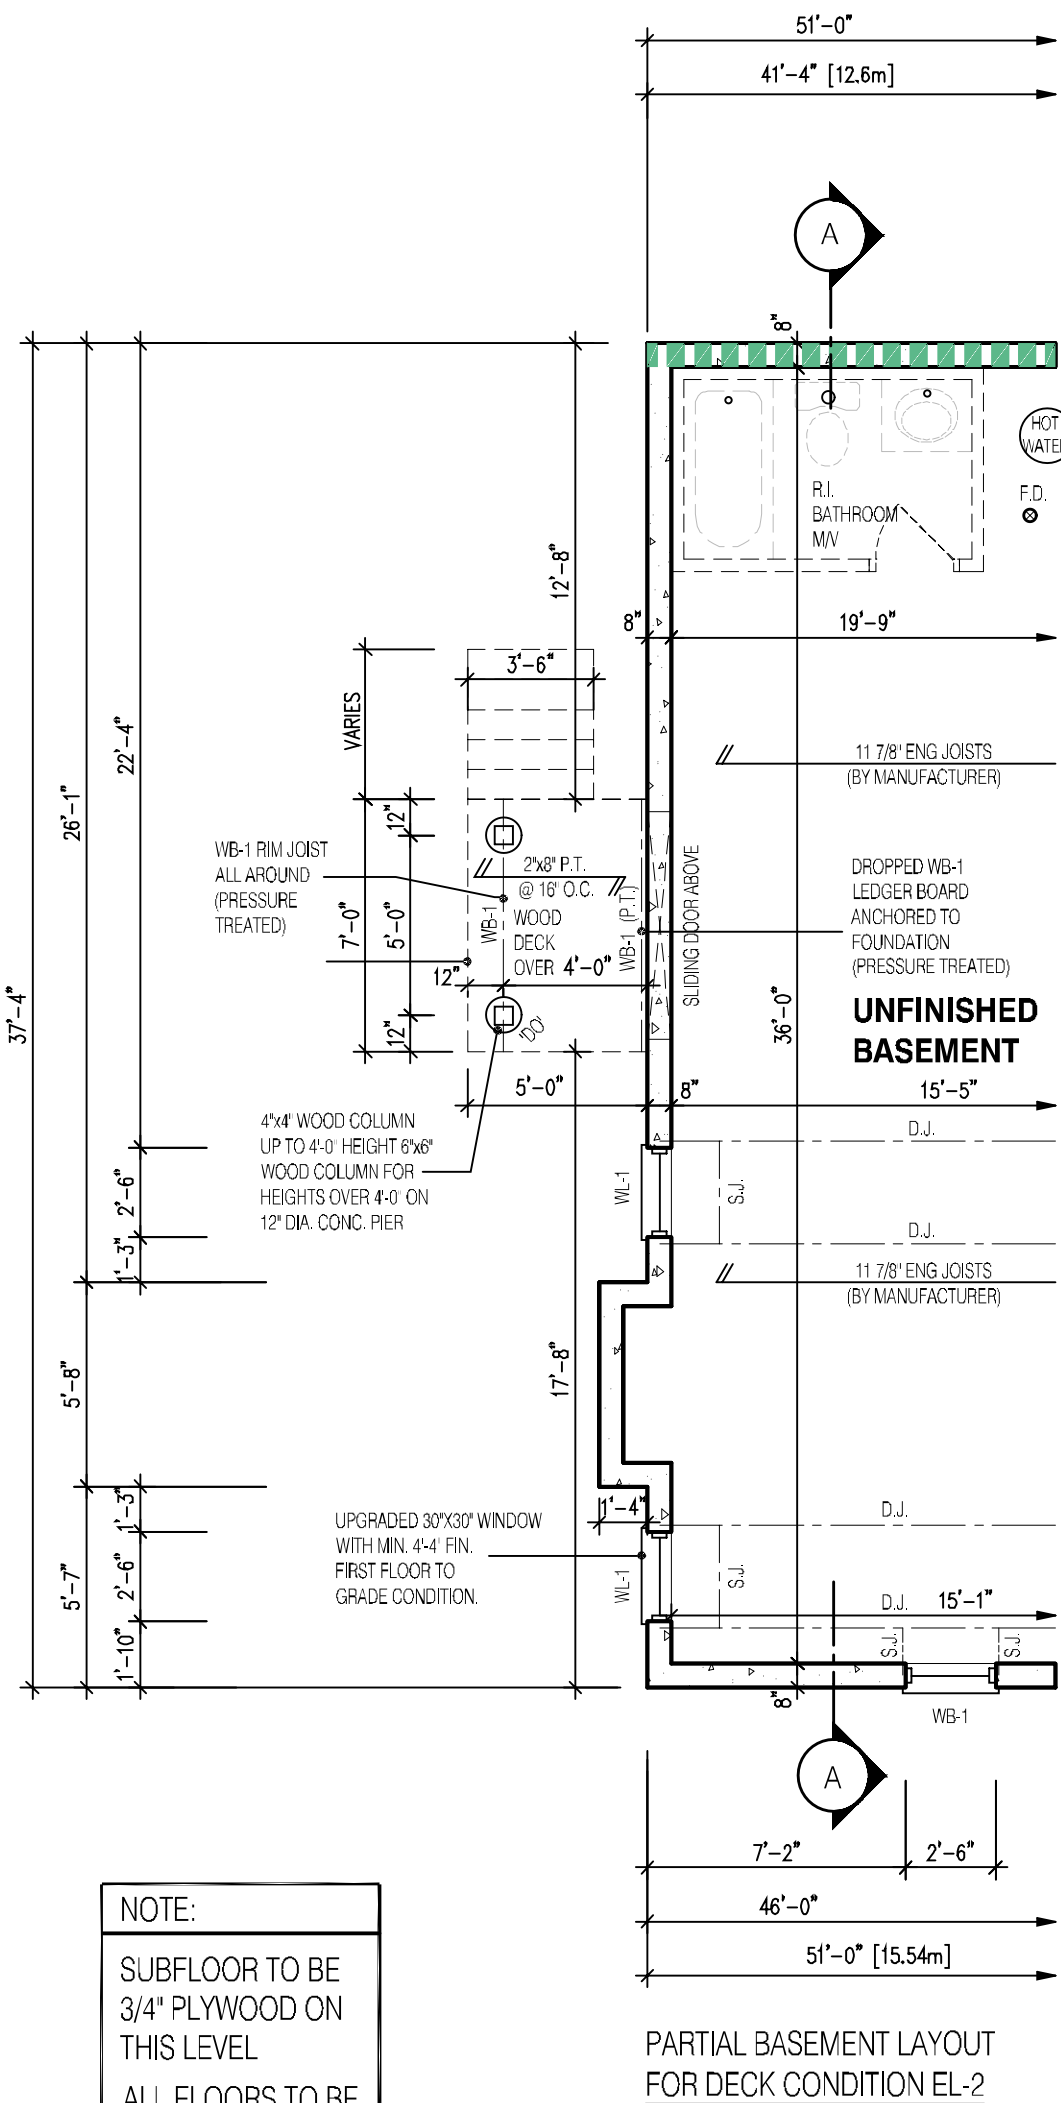 51'-0"
41'-4" [12.6m]
A
8"
HOT
F.D.
R.I.
BATHROOM
M/V
12'-8"
8"
19'-9"
3'-6"
VARIES
22'-4"
26'-1"
37'-4"
11 7/8" ENG JOISTS
(BY MANUFACTURER)
12"
WB-1 RIM JOIST
ALL AROUND
(PRESSURE
TREATED)
7'-0"
5'-0"
12"
2"x8" P.T.
@ 16" O.C.
WOOD
DECK
OVER 4'-0"
WB-1
WB-1 (P.T)
12"
'DO'
SLIDING DOOR ABOVE
DROPPED WB-1
LEDGER BOARD
ANCHORED TO
FOUNDATION
(PRESSURE TREATED)
UNFINISHED
BASEMENT
36'-0"
5'-0"
8"
15'-5"
4"x4" WOOD COLUMN
UP TO 4'-0" HEIGHT 6"x6"
WOOD COLUMN FOR
HEIGHTS OVER 4'-0" ON
12" DIA. CONC. PIER
D.J.
WL-1
S.J.
D.J.
2'-6"
1'-3"
11 7/8" ENG JOISTS
(BY MANUFACTURER)
5'-8"
17'-8"
1'-4"
1'-3"
UPGRADED 30"X30" WINDOW
WITH MIN. 4'-4" FIN.
FIRST FLOOR TO
GRADE CONDITION.
D.J.
WL-1
S.J.
D.J.
15'-1"
S.J.
S.J.
5'-7"
2'-6"
1'-10"
8"
WB-1
A
7'-2"
2'-6"
46'-0"
51'-0" [15.54m]
NOTE:
SUBFLOOR TO BE
3/4" PLYWOOD ON
THIS LEVEL
ALL FLOORS TO BE
PARTIAL BASEMENT LAYOUT
FOR DECK CONDITION EL-2